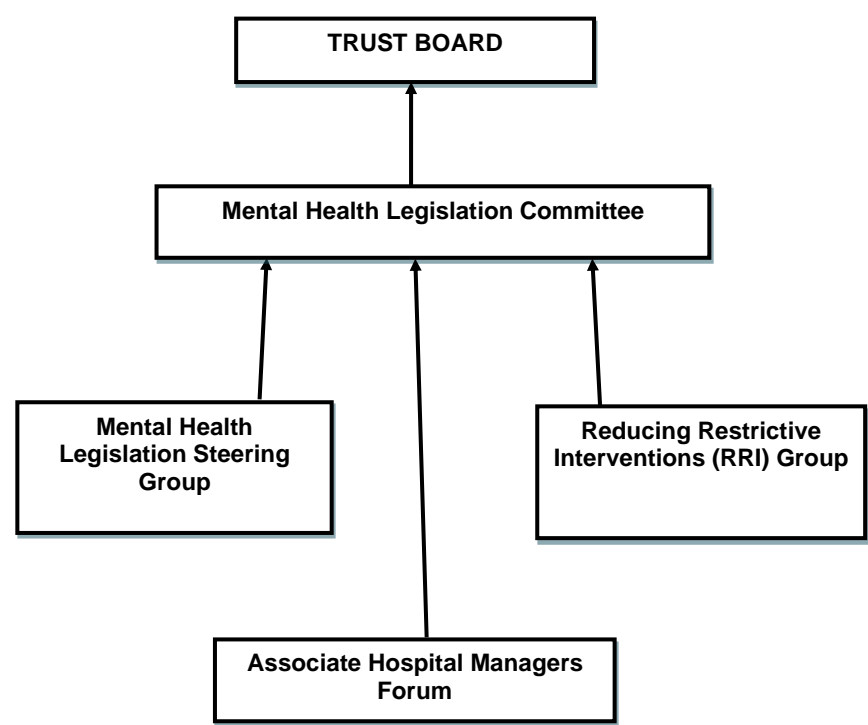 TRUST BOARD
Mental Health Legislation Committee
Mental Health
Legislation Steering
Group
Reducing Restrictive
Interventions (RRI) Group
Associate Hospital Managers
Forum